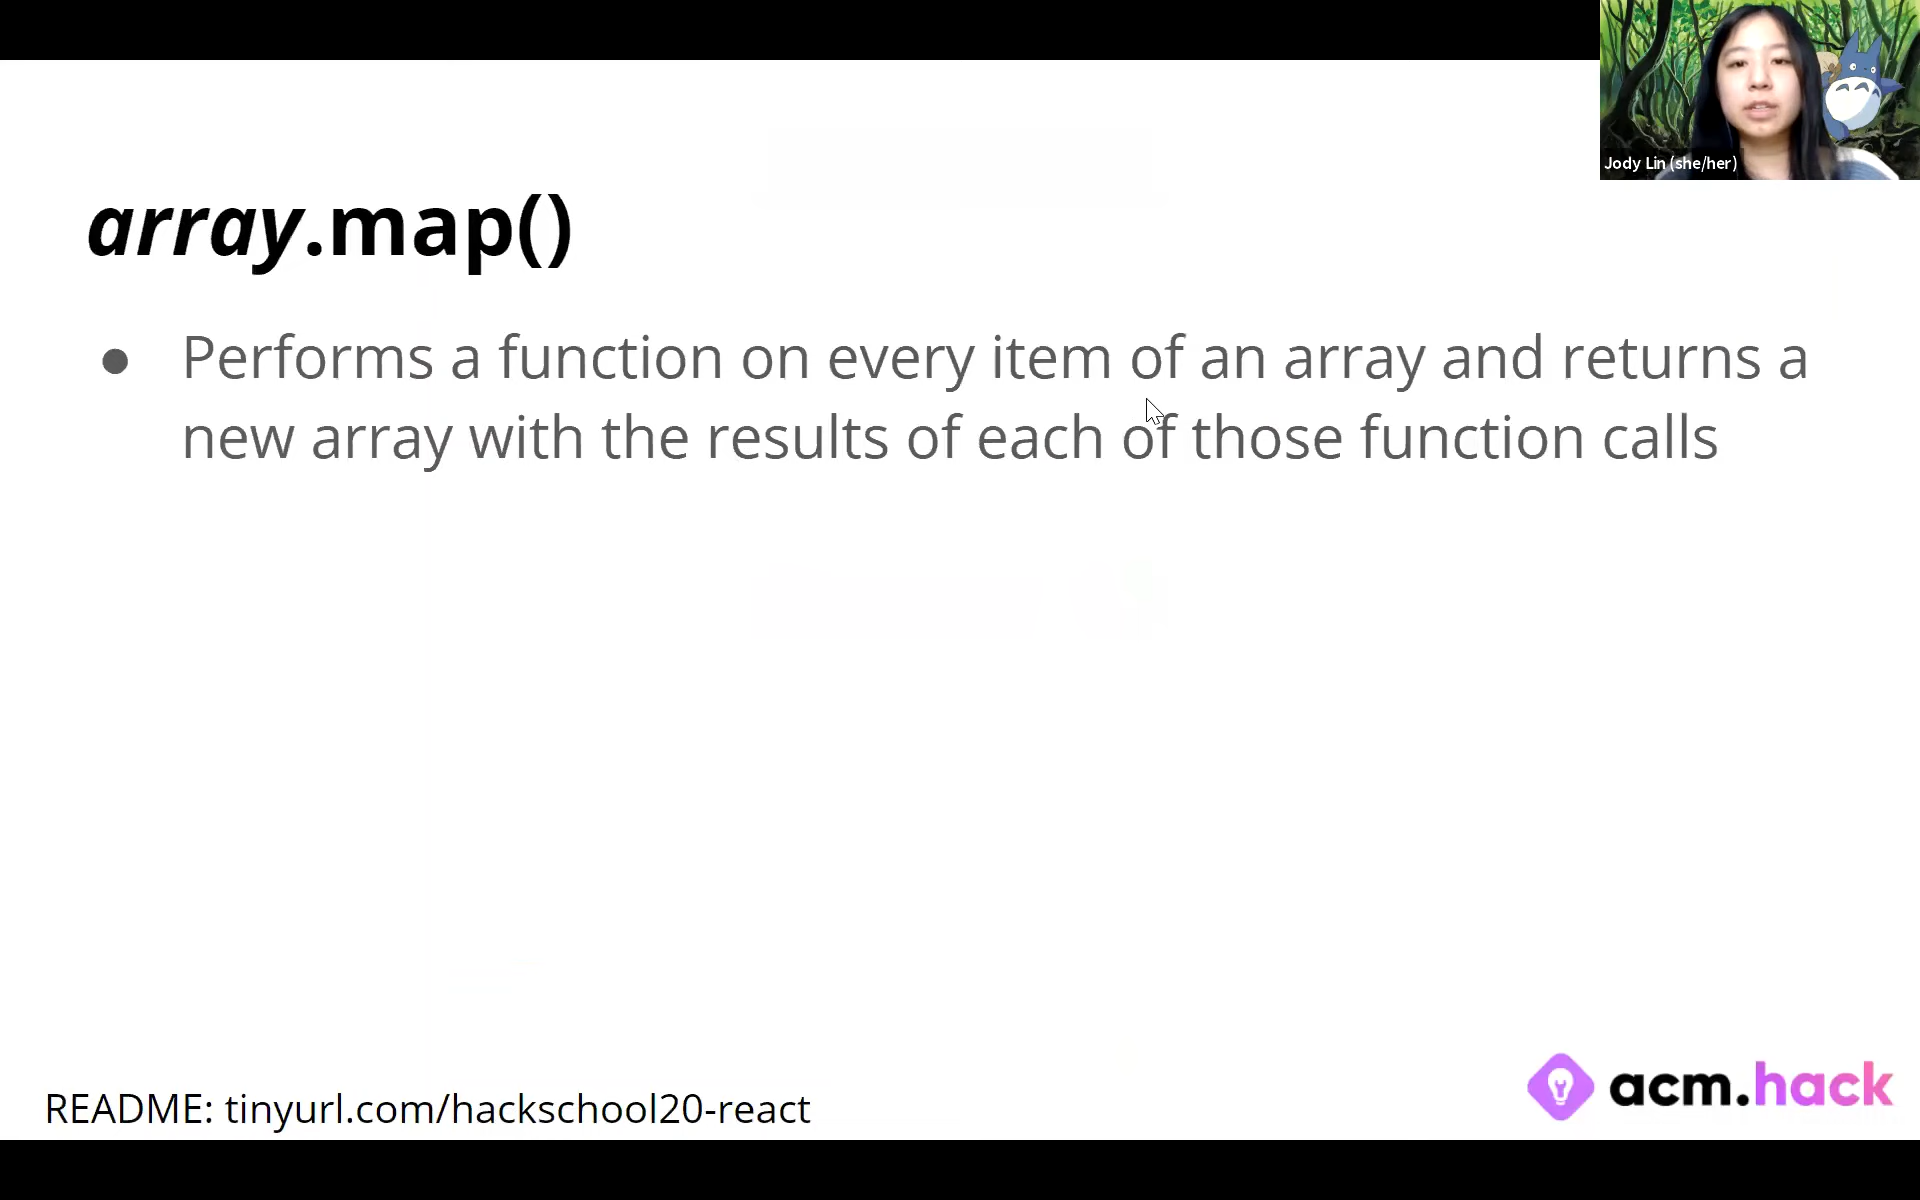 Jody Lin (she/her)
array.map()
● Performs a function on every item of an array and returns a
new array with the results of each of those function calls
README: tinyurl.com/hackschool20-react
acm.hack